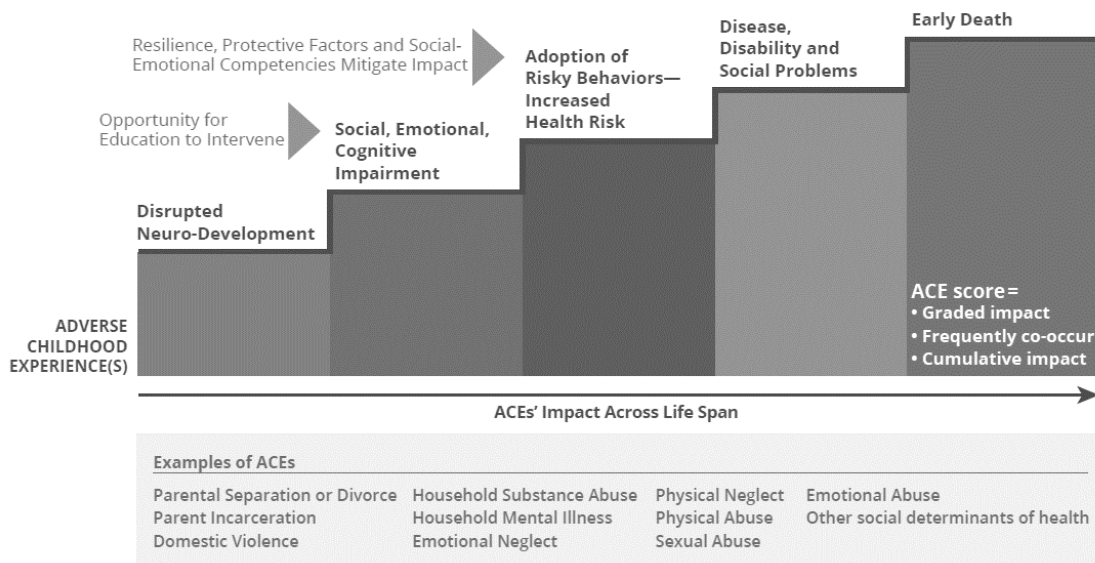 Early Death
Disease,
Disability and
Social Problems
Resilience, Protective Factors and Social-
Emotional Competencies Mitigate Impact
Adoption of
Risky Behaviors—
Increased
Health Risk
Opportunity for
Education to Intervene
Social, Emotional,
Cognitive
Impairment
Disrupted
Neuro-Development
ADVERSE
CHILDHOOD
EXPERIENCE(S)
ACE score =
• Graded impact
• Frequently co-occur
• Cumulative impact
ACEs’ Impact Across Life Span
Examples of ACEs
Parental Separation or Divorce
Parent Incarceration
Domestic Violence
Household Substance Abuse
Household Mental Illness
Emotional Neglect
Physical Neglect
Physical Abuse
Sexual Abuse
Emotional Abuse
Other social determinants of health